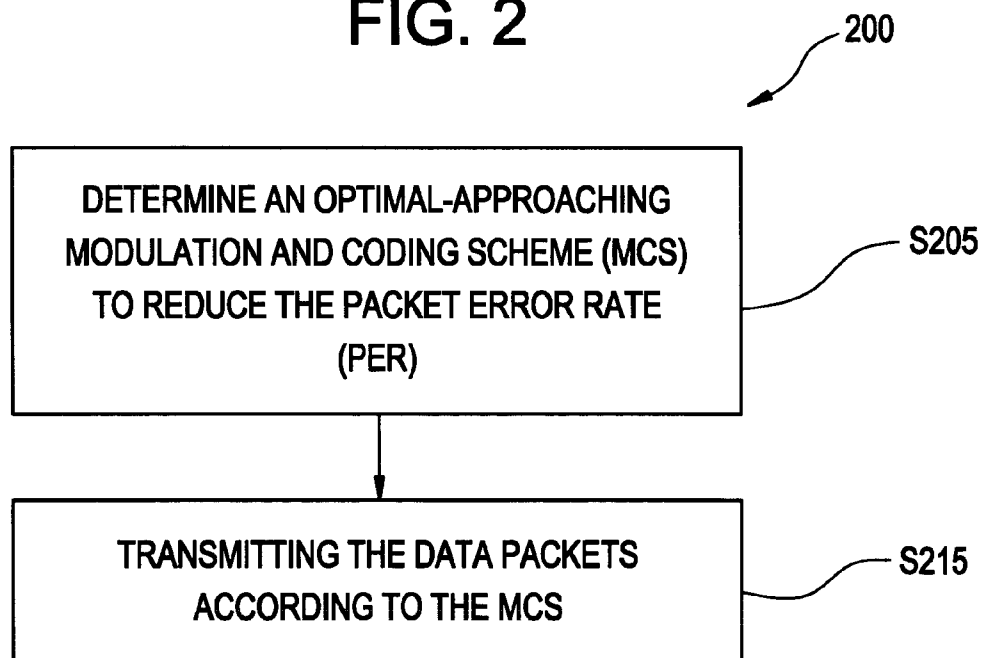 FIG. 2
200
DETERMINE AN OPTIMAL-APPROACHING
MODULATION AND CODING SCHEME (MCS)
TO REDUCE THE PACKET ERROR RATE
(PER)
S205
TRANSMITTING THE DATA PACKETS
ACCORDING TO THE MCS
S215